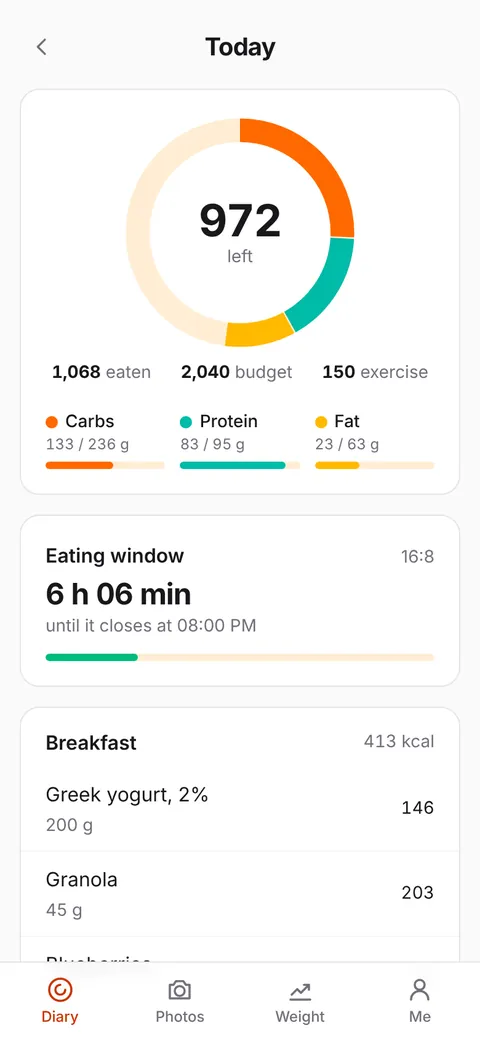 Today
972
left
1,068 eaten 2,040 budget 150 exercise
Carbs Protein Fat
133 / 236 g 83 / 95 g 23 / 63 g
Eating window 16:8
6 h 06 min
until it closes at 08:00 PM
Breakfast 413 kcal
Greek yogurt, 2%
200 g 146
Granola
45 g 203
Diary Photos Weight Me